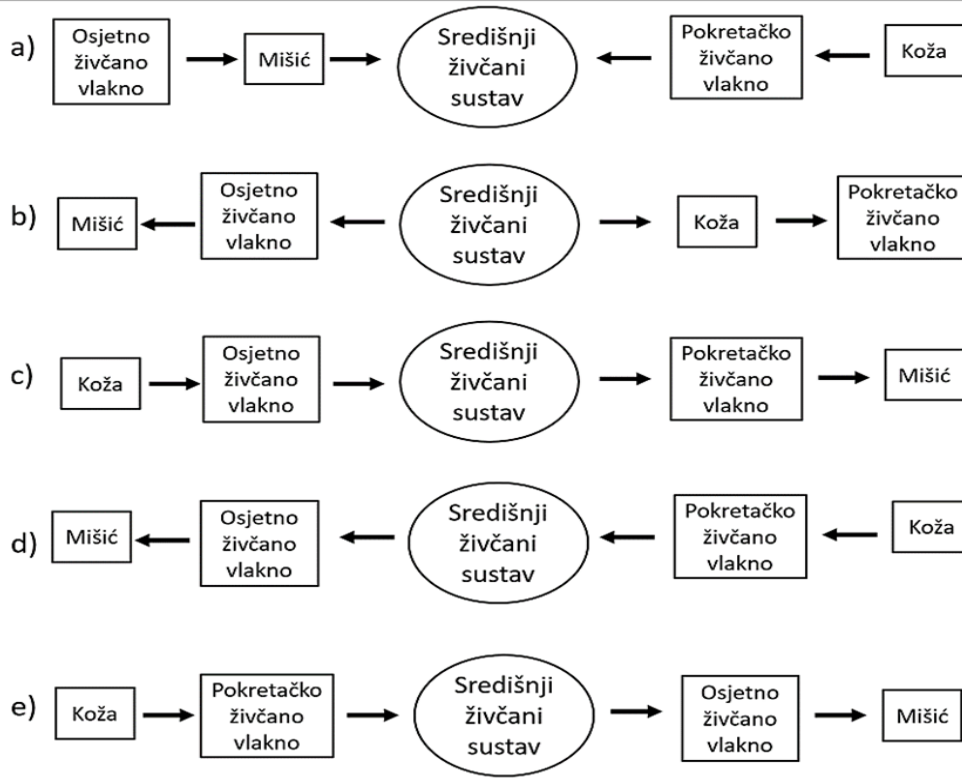 a)
Osjetno
živčano
vlakno
Mišić
Središnji
živčani
sustav
Pokretačko
živčano
vlakno
Koža
b)
Mišić
Osjetno
živčano
vlakno
Središnji
živčani
sustav
Koža
Pokretačko
živčano
vlakno
c)
Koža
Osjetno
živčano
vlakno
Središnji
živčani
sustav
Pokretačko
živčano
vlakno
Mišić
d)
Mišić
Osjetno
živčano
vlakno
Središnji
živčani
sustav
Pokretačko
živčano
vlakno
Koža
e)
Koža
Pokretačko
živčano
vlakno
Središnji
živčani
sustav
Osjetno
živčano
vlakno
Mišić